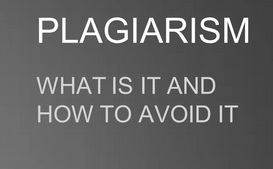 PLAGIARISM
WHAT IS IT AND
HOW TO AVOID IT